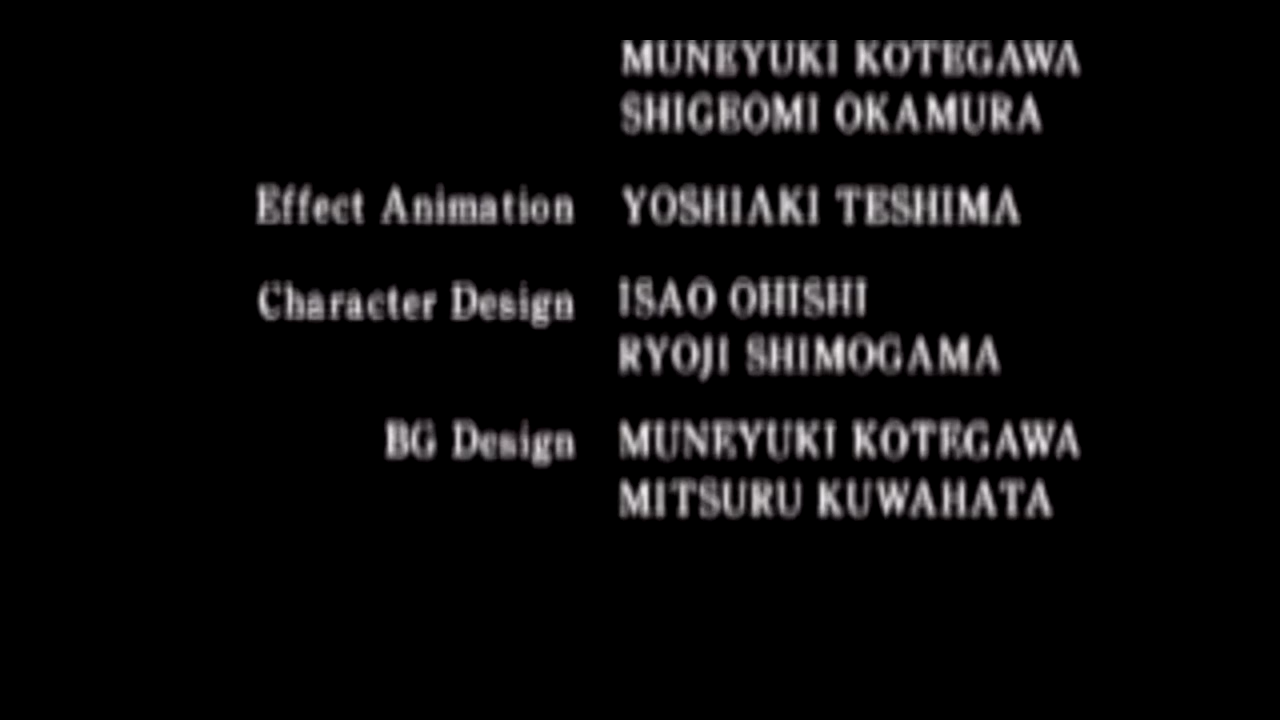 MUNEYUKI KOTEGAWA
SHIGEOMI OKAMURA
Effect Animation YOSHIAKI TESHIMA
Character Design ISAO OHISHI
RYOJI SHIMOGAMA
BG Design MUNEYUKI KOTEGAWA
MITSURU KUWAHATA